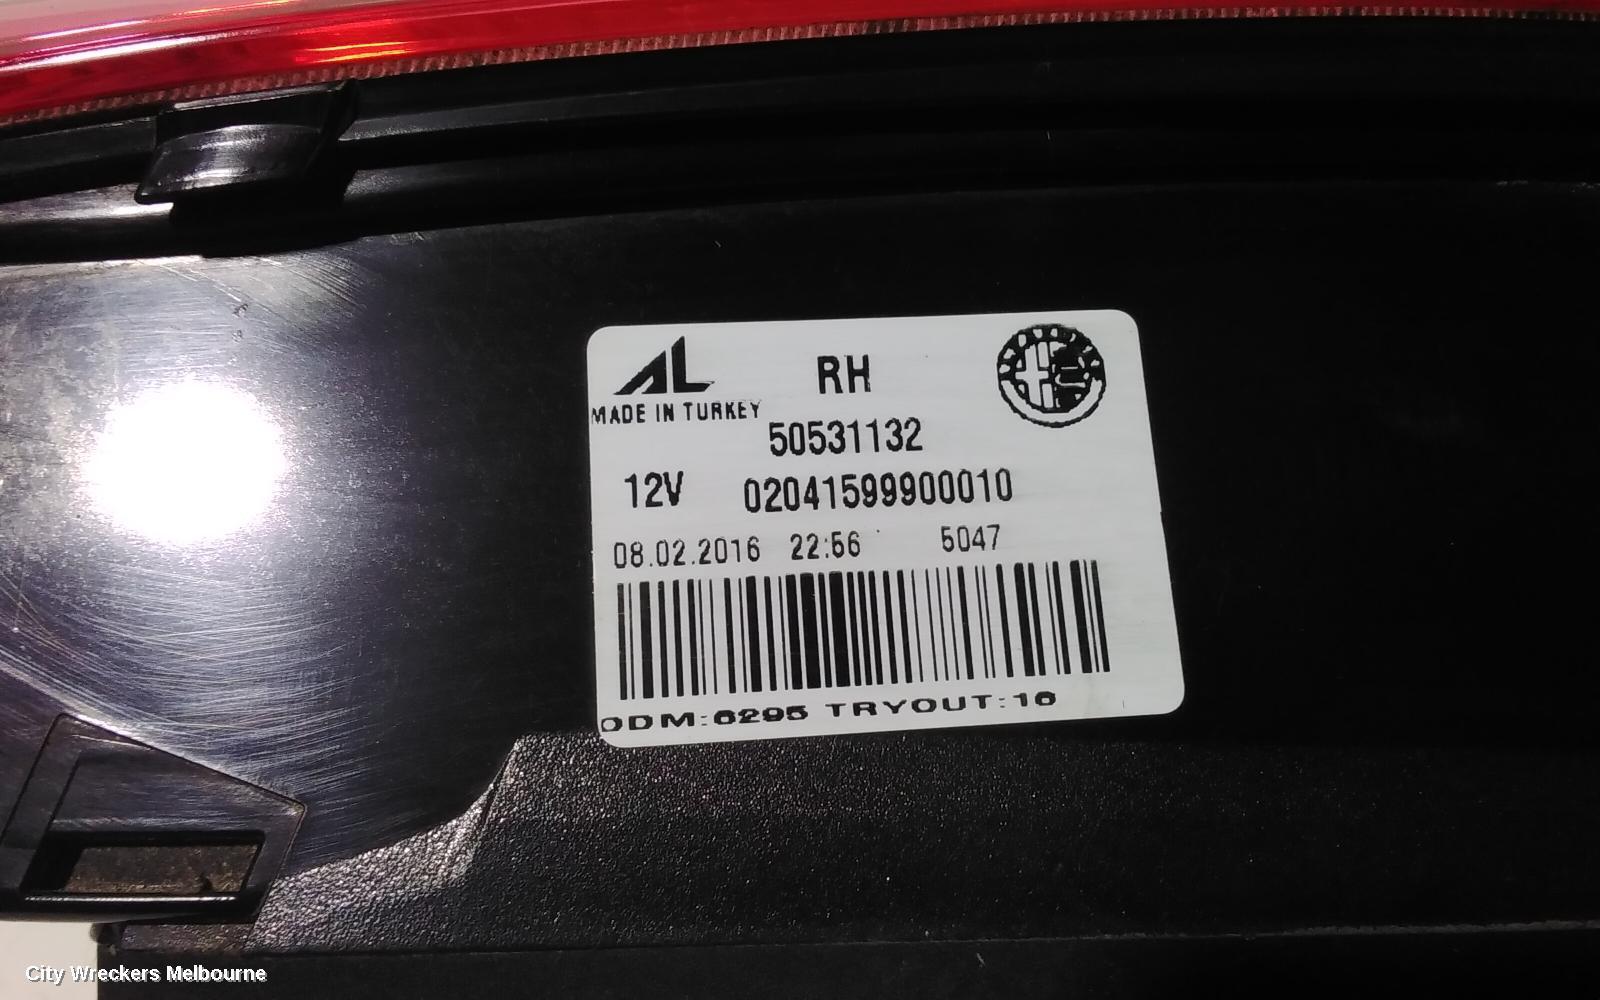 AL
RH
MADE IN TURKEY
50531132
12V 02041599900010
08.02.2016 22:56 5047
ODM:6295 TRYOUT:16
City Wreckers Melbourne